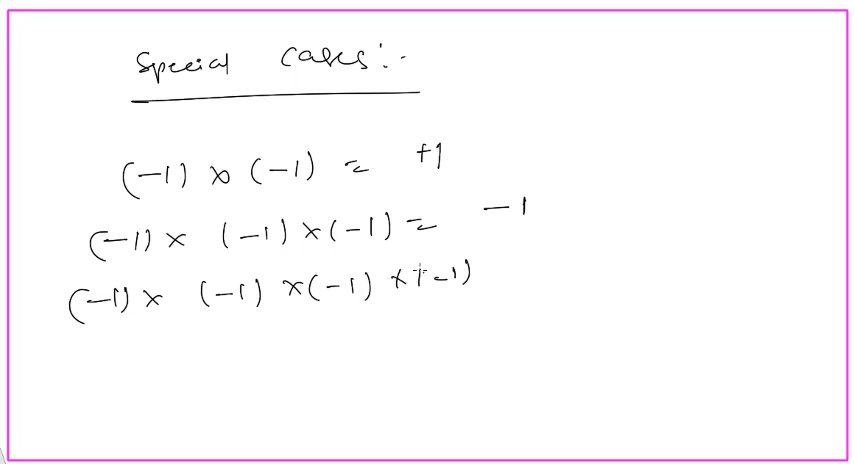 Special cases:-
(-1) x (-1) = +1
(-1) x (-1) x (-1) = -1
(-1) x (-1) x (-1) x (-1)